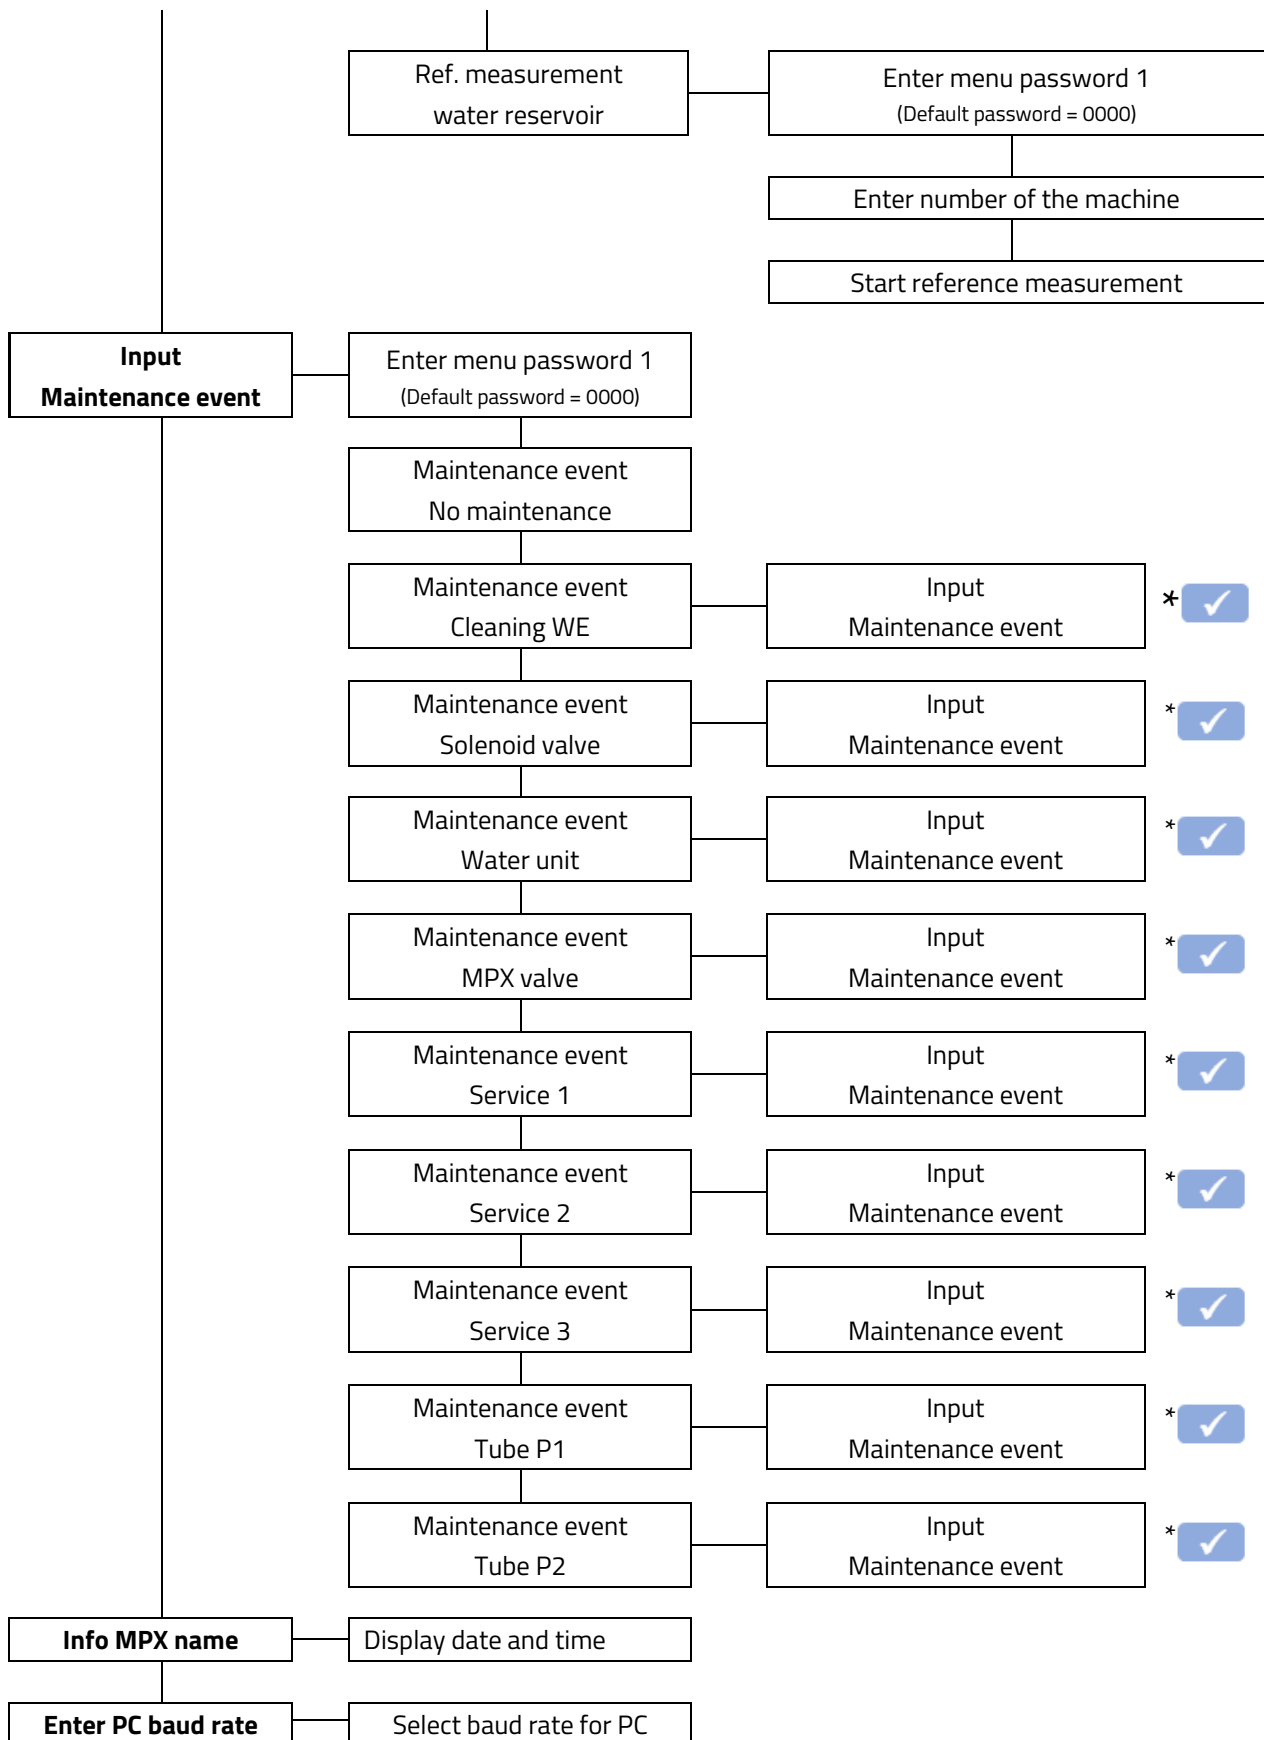 Ref. measurement
water reservoir
Enter menu password 1
(Default password = 0000)
Enter number of the machine
Start reference measurement
Input
Maintenance event
Enter menu password 1
(Default password = 0000)
Maintenance event
No maintenance
Maintenance event
Cleaning WE
Input
Maintenance event
*
Maintenance event
Solenoid valve
Input
Maintenance event
*
Maintenance event
Water unit
Input
Maintenance event
*
Maintenance event
MPX valve
Input
Maintenance event
*
Maintenance event
Service 1
Input
Maintenance event
*
Maintenance event
Service 2
Input
Maintenance event
*
Maintenance event
Service 3
Input
Maintenance event
*
Maintenance event
Tube P1
Input
Maintenance event
*
Maintenance event
Tube P2
Input
Maintenance event
*
Info MPX name
Display date and time
Enter PC baud rate
Select baud rate for PC